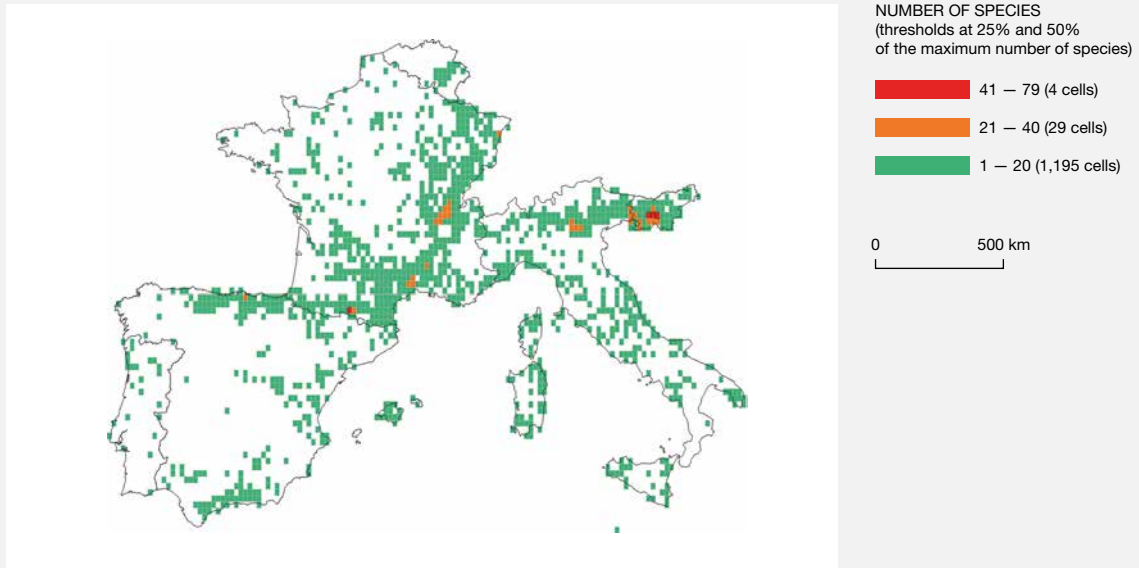 NUMBER OF SPECIES
(thresholds at 25% and 50%
of the maximum number of species)
41 — 79 (4 cells)
21 — 40 (29 cells)
1 — 20 (1,195 cells)
0 500 km